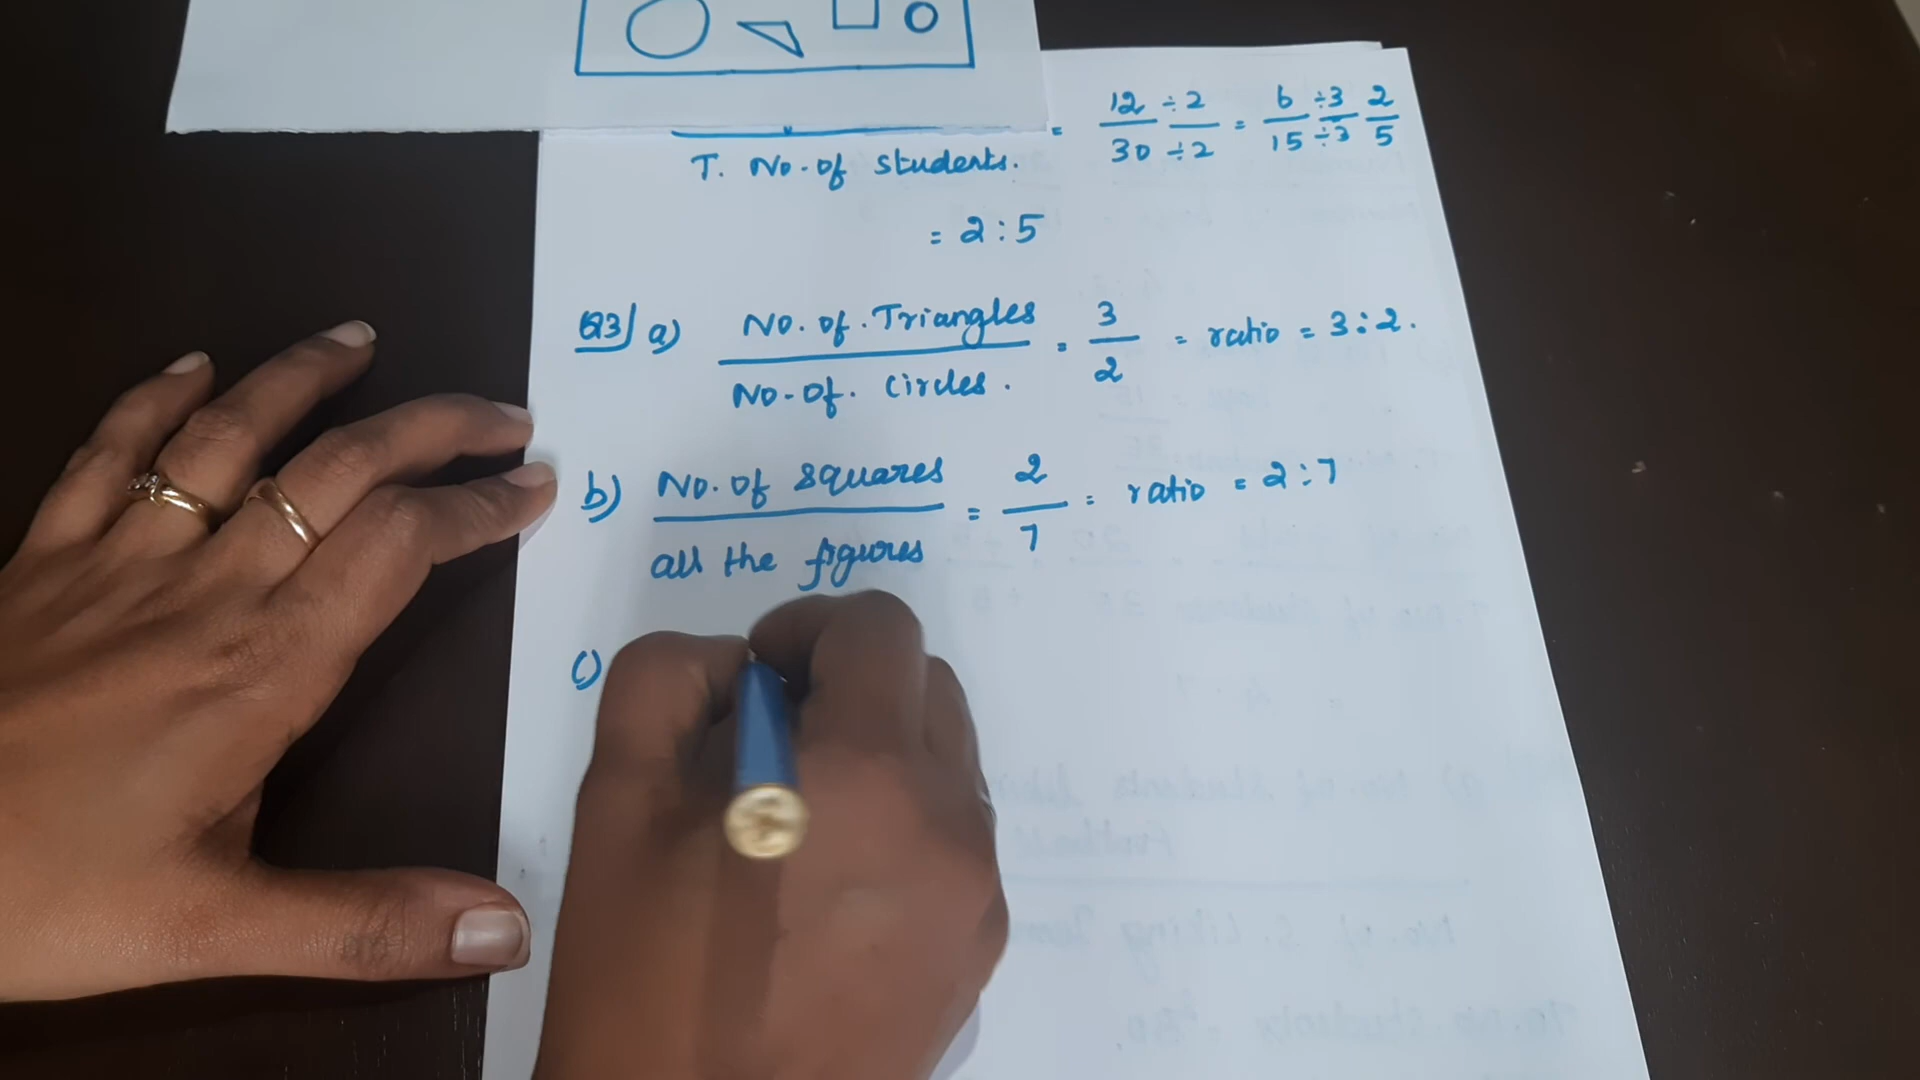 12 ÷2 = 6 ÷3 2
30 ÷2 15 ÷3 5
T. No. of students.
= 2:5
Q3) a) No. of. Triangles = 3 = ratio = 3:2.
No. of. circles. 2
b) No. of squares = 2 = ratio = 2:7
all the figures 7
c)